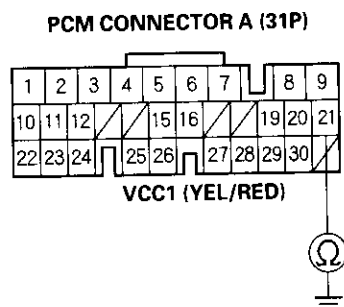 PCM CONNECTOR A (31P)
1 2 3 4 5 6 7 8 9
10 11 12 15 16 19 20 21
22 23 24 25 26 27 28 29 30
VCC1 (YEL/RED)
Ω